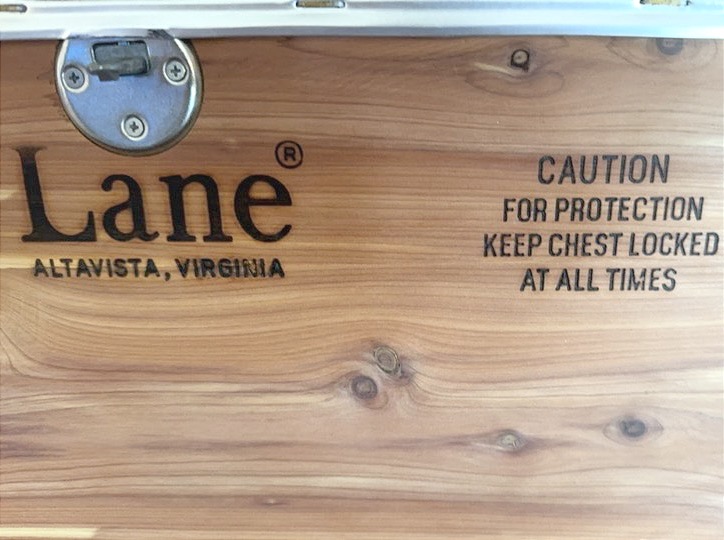 Lane®
ALTAVISTA, VIRGINIA
CAUTION
FOR PROTECTION
KEEP CHEST LOCKED
AT ALL TIMES